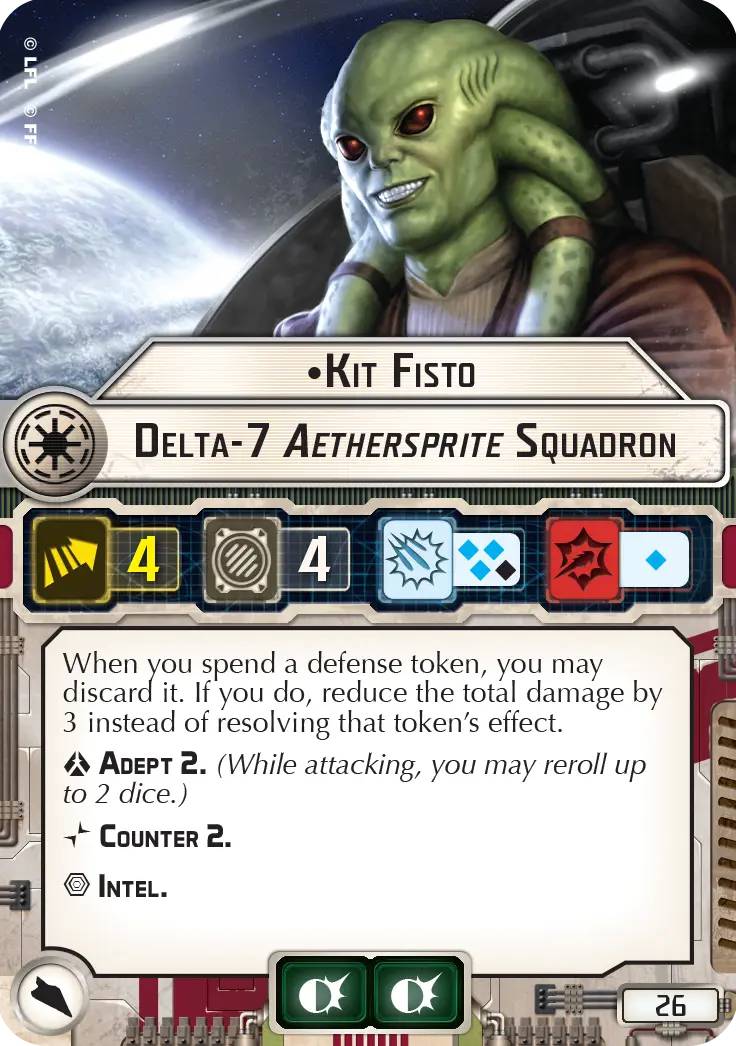 © LFL © FF
•Kit Fisto
Delta-7 Aethersprite Squadron
4
4
When you spend a defense token, you may
discard it. If you do, reduce the total damage by
3 instead of resolving that token's effect.
Adept 2. (While attacking, you may reroll up
to 2 dice.)
Counter 2.
Intel.
26